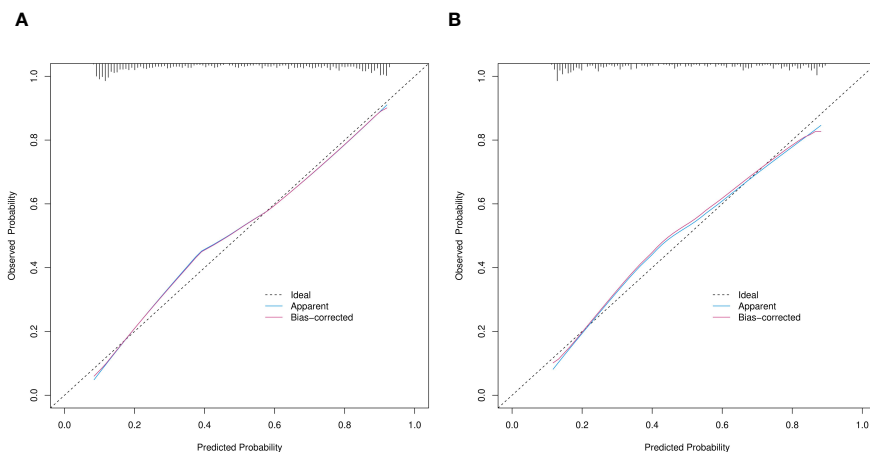 A
1.0
0.8
0.6
0.4
0.2
0.0
Observed Probability
Ideal
Apparent
Bias−corrected
0.0 0.2 0.4 0.6 0.8 1.0
Predicted Probability
B
1.0
0.8
0.6
0.4
0.2
0.0
Observed Probability
Ideal
Apparent
Bias−corrected
0.0 0.2 0.4 0.6 0.8 1.0
Predicted Probability